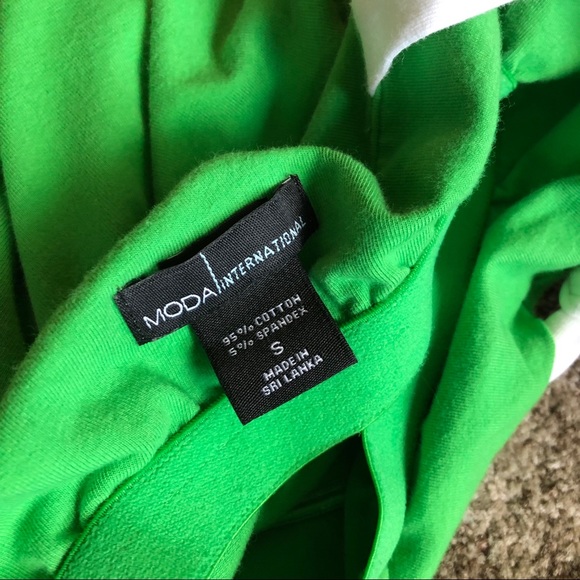 MODA INTERNATIONAL
95% COTTON
5% SPANDEX
S
MADE IN
SRI LANKA